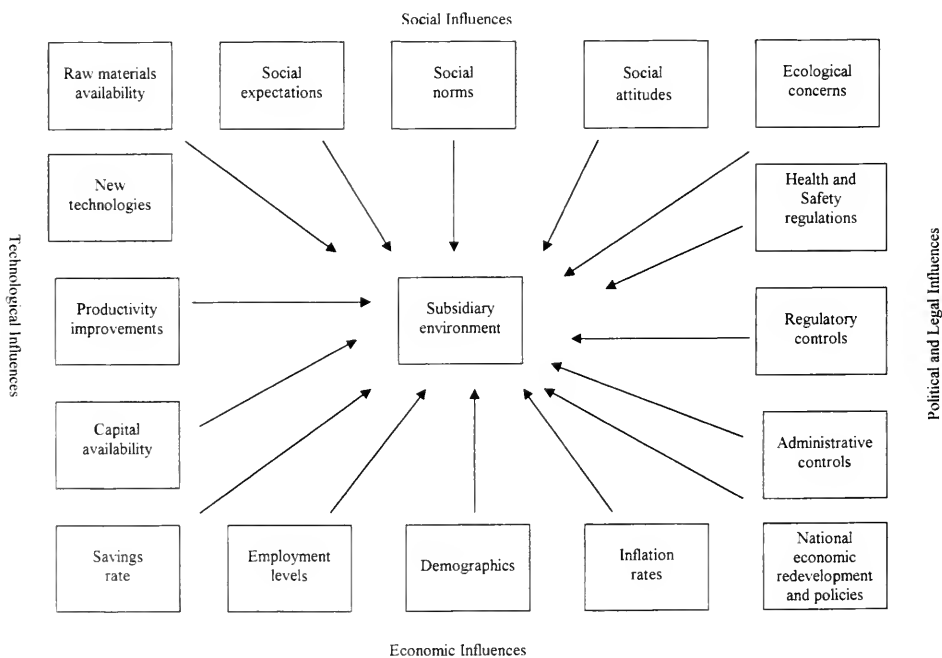 Social Influences
Raw materials
availability
Social
expectations
Social
norms
Social
attitudes
Ecological
concerns
New
technologies
Health and
Safety
regulations
Technological Influences
Political and Legal Influences
Productivity
improvements
Subsidiary
environment
Regulatory
controls
Capital
availability
Administrative
controls
Savings
rate
Employment
levels
Demographics
Inflation
rates
National
economic
redevelopment
and policies
Economic Influences